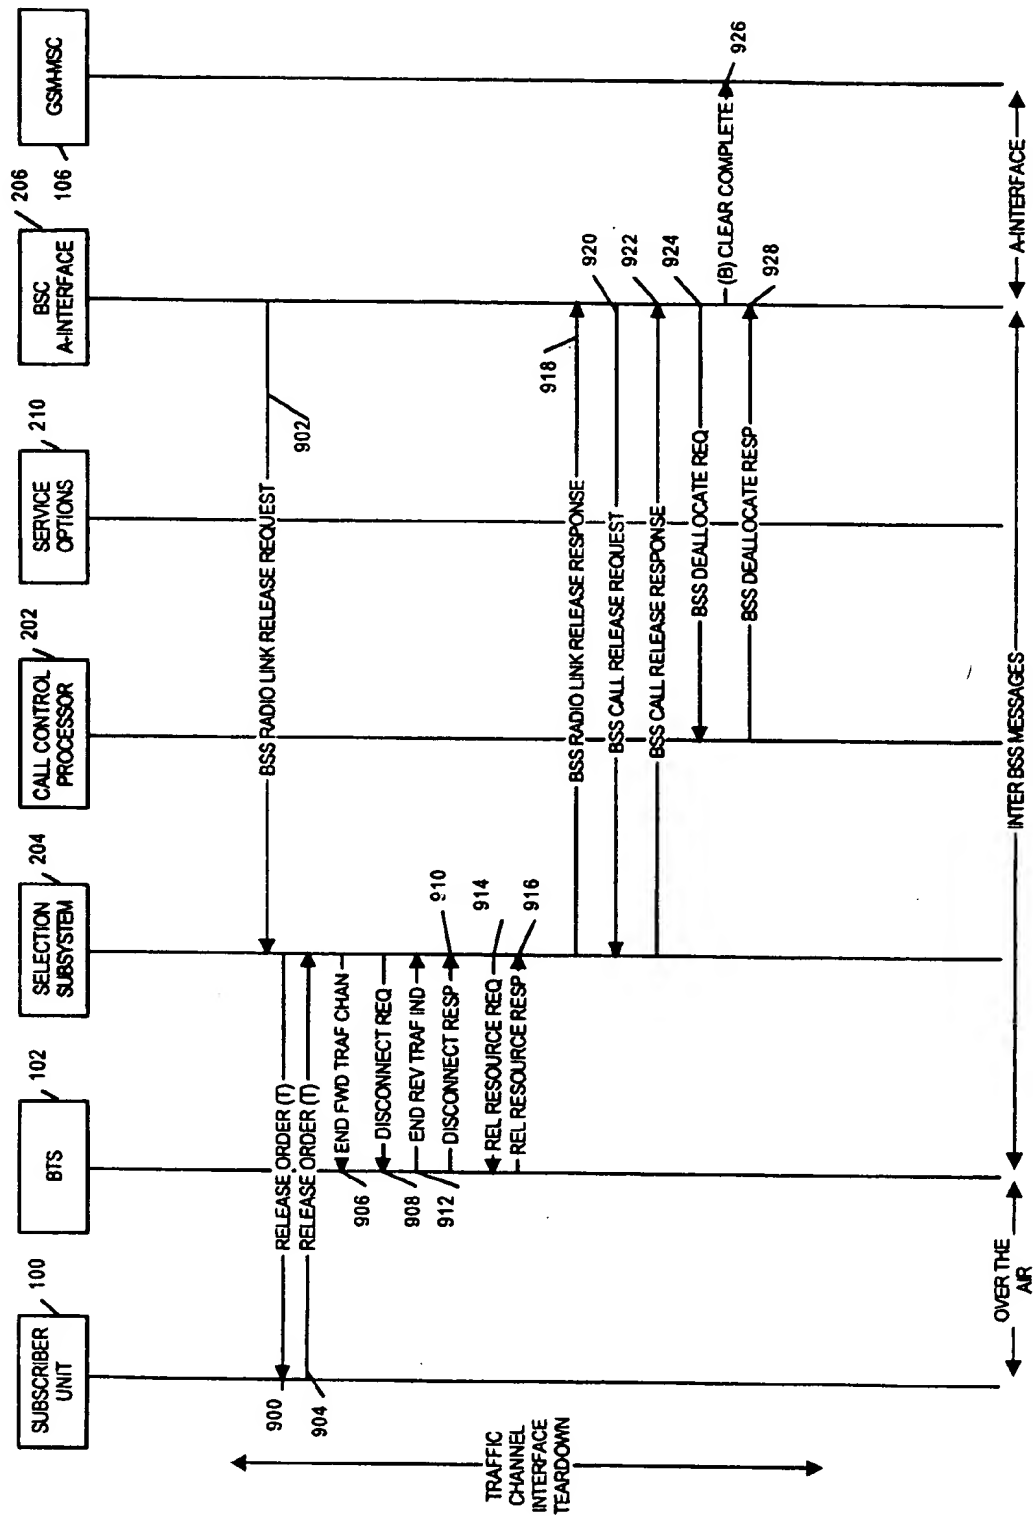 SUBSCRIBER
UNIT
100
BTS
102
SELECTION
SUBSYSTEM
204
CALL CONTROL
PROCESSOR
202
SERVICE
OPTIONS
210
BSC
A-INTERFACE
206
GSM-MSC
106
BSS RADIO LINK RELEASE REQUEST
902
RELEASE ORDER (T)
900
RELEASE ORDER (T)
904
END FWD TRAF CHAN
906
DISCONNECT REQ
908
END REV TRAF IND
912
DISCONNECT RESP
910
REL RESOURCE REQ
914
REL RESOURCE RESP
916
BSS RADIO LINK RELEASE RESPONSE
918
BSS CALL RELEASE REQUEST
920
BSS CALL RELEASE RESPONSE
922
BSS DEALLOCATE REQ
924
(B) CLEAR COMPLETE
926
BSS DEALLOCATE RESP
928
TRAFFIC
CHANNEL
INTERFACE
TEARDOWN
OVER THE
AIR
INTER BSS MESSAGES
A-INTERFACE